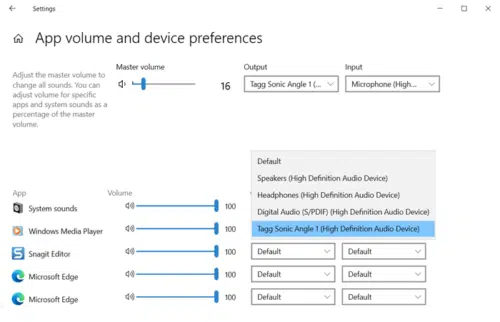 Settings
App volume and device preferences
Master volume
Output
Input
Adjust the master volume to
change all sounds. You can
adjust volume for specific
apps and system sounds as a
percentage of the master
volume.
16
Tagg Sonic Angle 1 (...
Microphone (High...
Default
Speakers (High Definition Audio Device)
Headphones (High Definition Audio Device)
Digital Audio (S/PDIF) (High Definition Audio Device)
Tagg Sonic Angle 1 (High Definition Audio Device)
App
Volume
System sounds
100
Windows Media Player
100
Snagit Editor
100
Default
Default
Microsoft Edge
100
Default
Default
Microsoft Edge
100
Default
Default